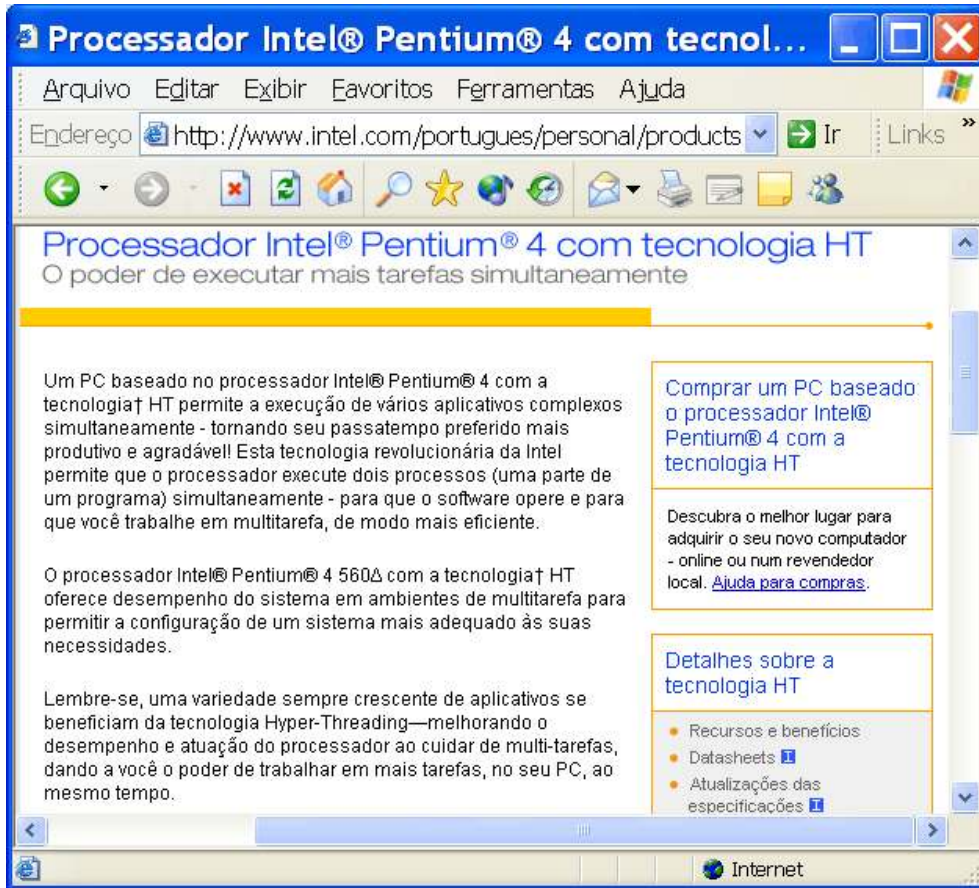 Processador Intel® Pentium® 4 com tecnol...
Arquivo Editar Exibir Favoritos Ferramentas Ajuda
Endereço http://www.intel.com/portugues/personal/products Ir Links »
Processador Intel® Pentium® 4 com tecnologia HT
O poder de executar mais tarefas simultaneamente
Um PC baseado no processador Intel® Pentium® 4 com a
tecnologia† HT permite a execução de vários aplicativos complexos
simultaneamente - tornando seu passatempo preferido mais
produtivo e agradável! Esta tecnologia revolucionária da Intel
permite que o processador execute dois processos (uma parte de
um programa) simultaneamente - para que o software opere e para
que você trabalhe em multitarefa, de modo mais eficiente.
O processador Intel® Pentium® 4 560Δ com a tecnologia† HT
oferece desempenho do sistema em ambientes de multitarefa para
permitir a configuração de um sistema mais adequado às suas
necessidades.
Lembre-se, uma variedade sempre crescente de aplicativos se
beneficiam da tecnologia Hyper-Threading—melhorando o
desempenho e atuação do processador ao cuidar de multi-tarefas,
dando a você o poder de trabalhar em mais tarefas, no seu PC, ao
mesmo tempo.
Comprar um PC baseado
o processador Intel®
Pentium® 4 com a
tecnologia HT
Descubra o melhor lugar para
adquirir o seu novo computador
- online ou num revendedor
local. Ajuda para compras.
Detalhes sobre a
tecnologia HT
• Recursos e benefícios
• Datasheets
• Atualizações das
especificações
Internet